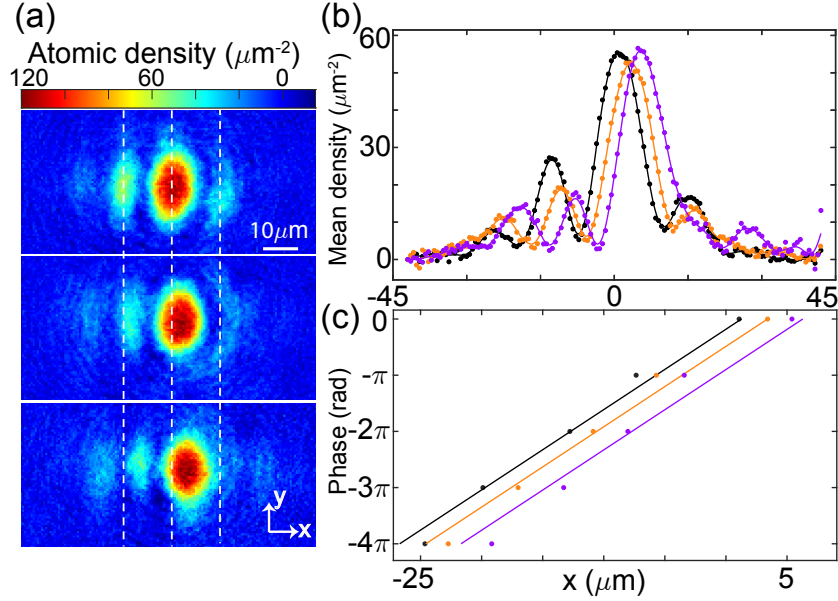 (a)
Atomic density (μm-2)
120 60 0
10μm
y
x
(b)
Mean density (μm-2)
60
30
0
-45 0 45
(c)
Phase (rad)
0
-π
-2π
-3π
-4π
-25 x (μm) 5